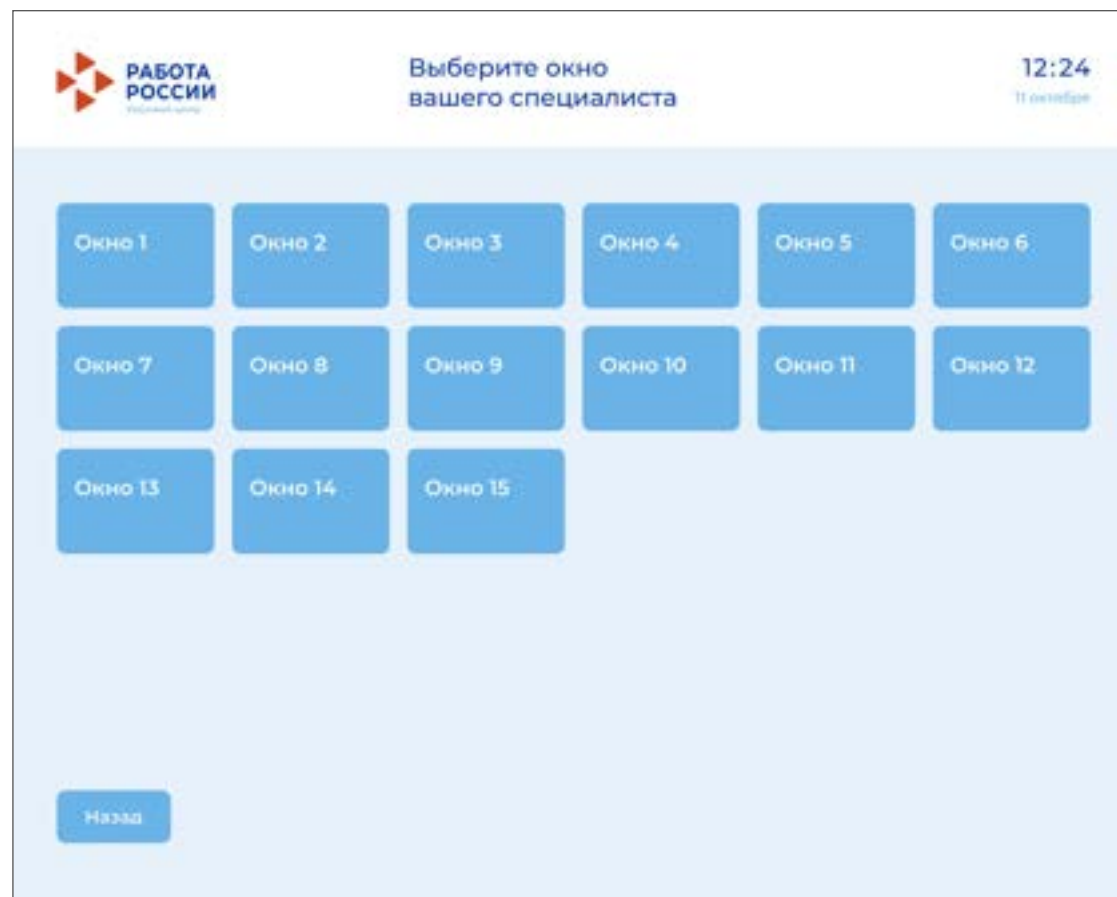 РАБОТА
РОССИИ
Выберите окно
вашего специалиста
12:24
11 октября
Окно 1
Окно 2
Окно 3
Окно 4
Окно 5
Окно 6
Окно 7
Окно 8
Окно 9
Окно 10
Окно 11
Окно 12
Окно 13
Окно 14
Окно 15
Назад